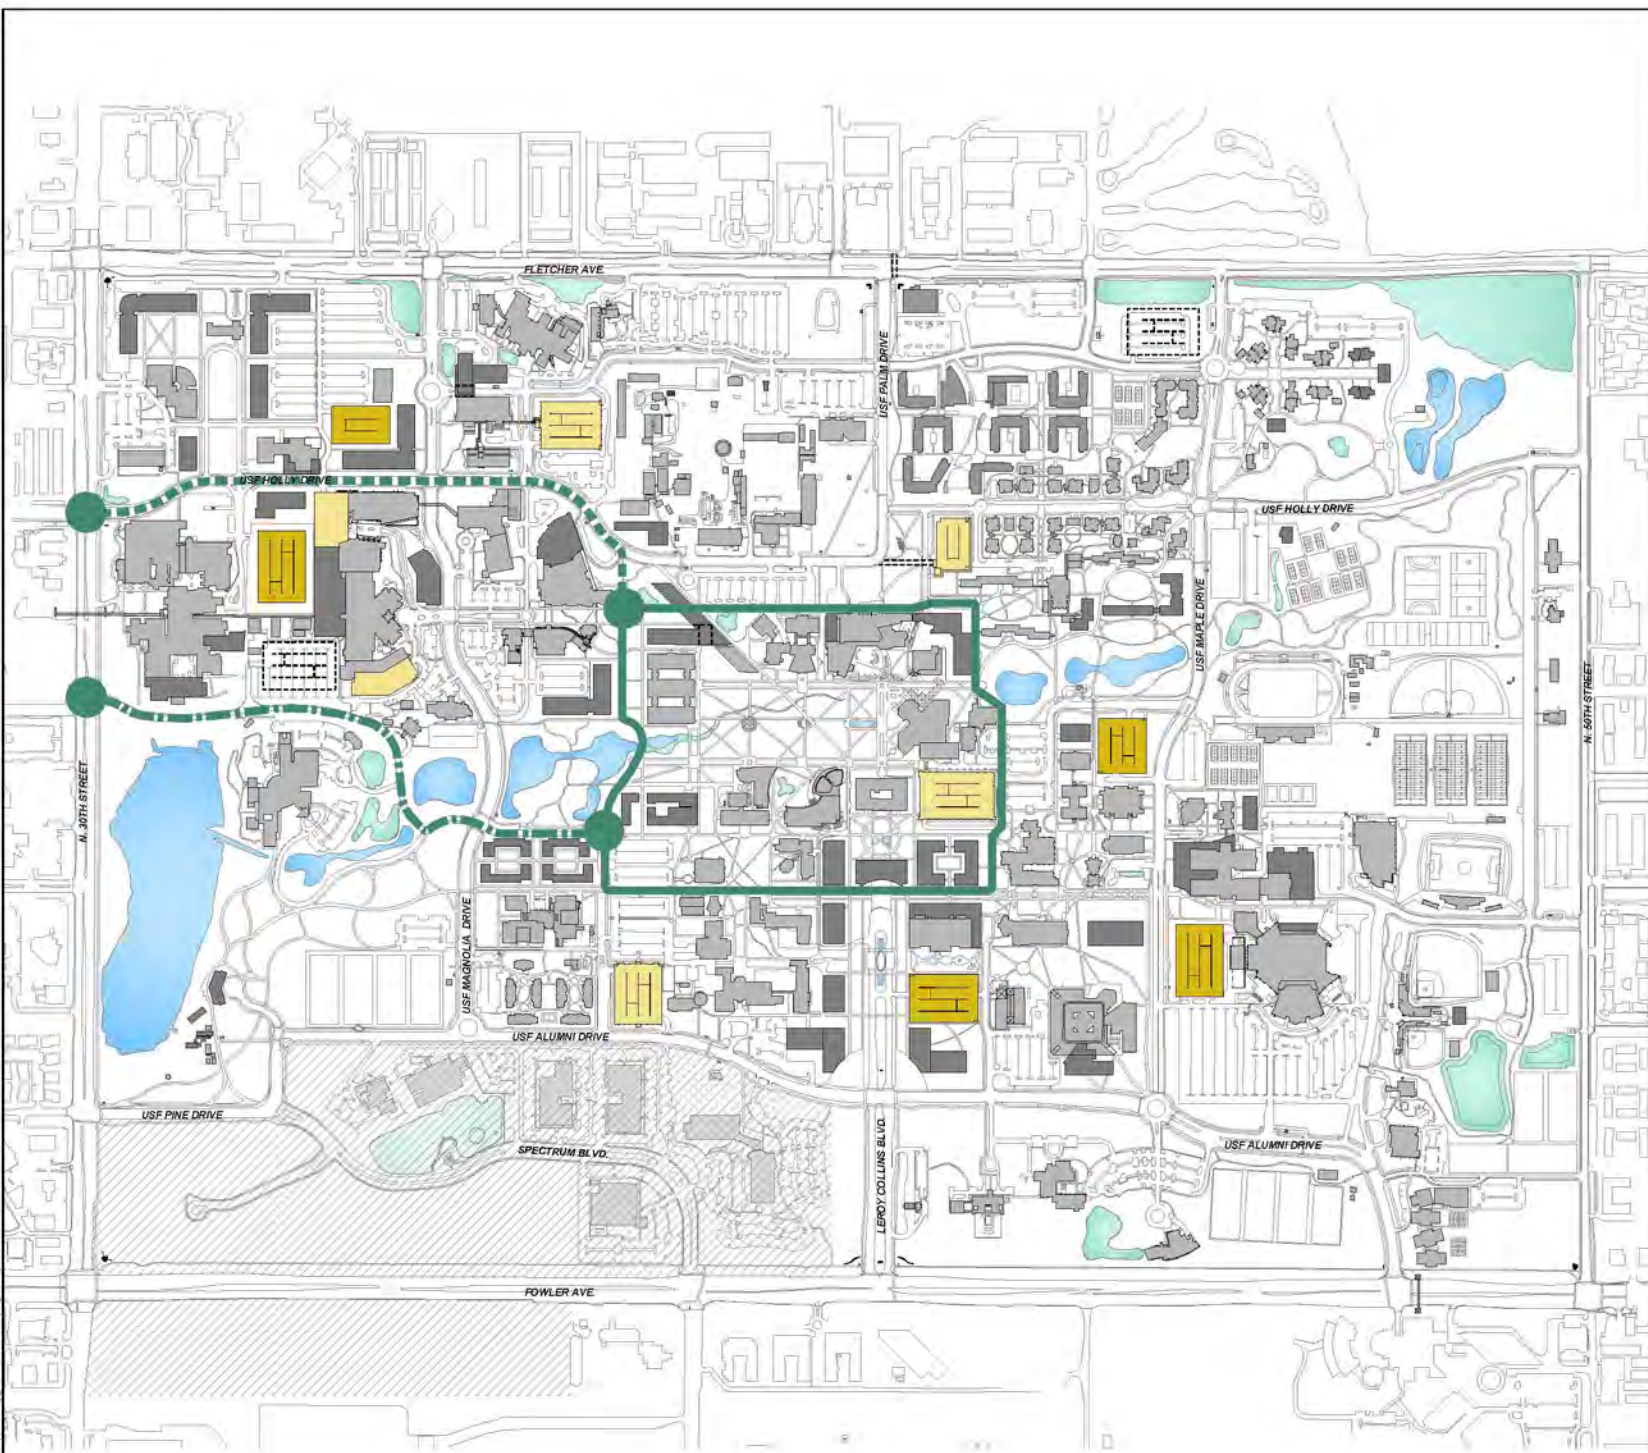 FLETCHER AVE.
USF PALM DRIVE
USF HOLLY DRIVE
USF HOLLY DRIVE
USF MAPLE DRIVE
N. 50TH STREET
N. 30TH STREET
USF MAGNOLIA DRIVE
USF ALUMNI DRIVE
USF PINE DRIVE
SPECTRUM BLVD.
LEROY COLLINS BLVD.
USF ALUMNI DRIVE
FOWLER AVE.